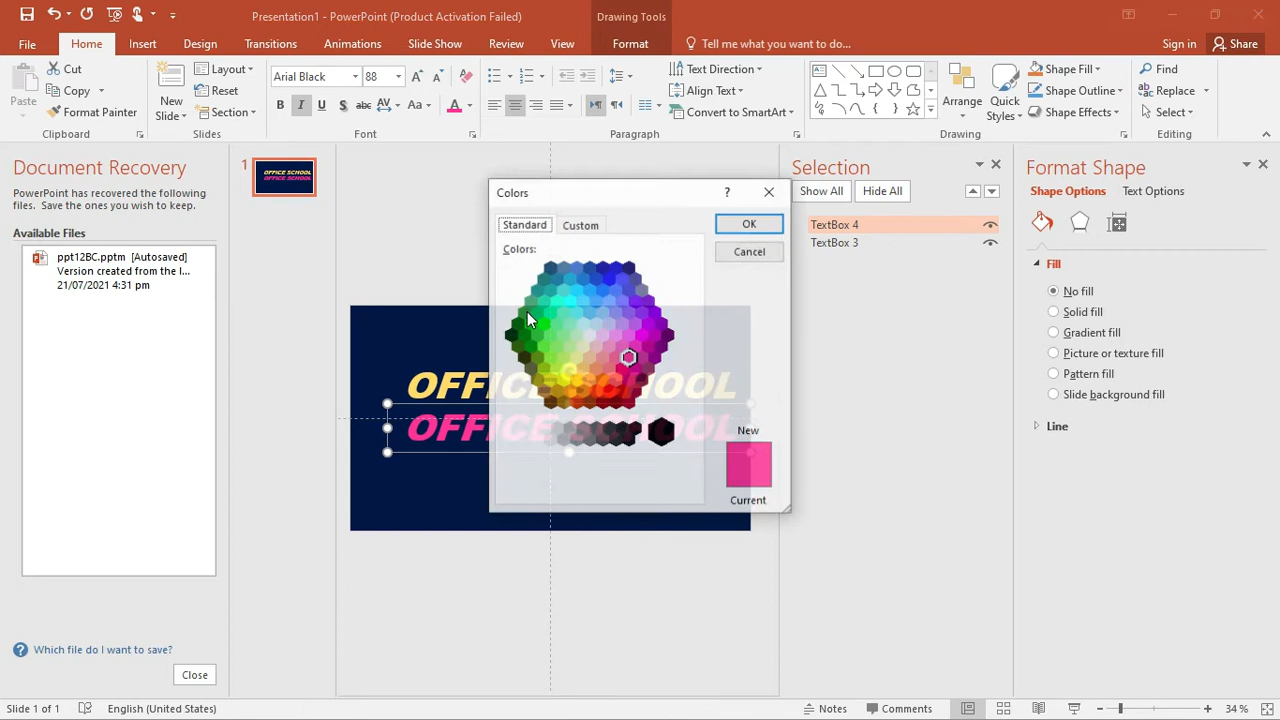 Presentation1 - PowerPoint (Product Activation Failed)
Drawing Tools
File
Home
Insert
Design
Transitions
Animations
Slide Show
Review
View
Format
Tell me what you want to do...
Sign in
Share
Paste
Cut
Copy
Format Painter
Clipboard
New
Slide
Layout
Reset
Section
Slides
Arial Black
88
B I U S abc AV Aa A
Font
Text Direction
Align Text
Convert to SmartArt
Paragraph
Arrange
Quick
Styles
Shape Fill
Shape Outline
Shape Effects
Drawing
Find
Replace
Select
Editing
Document Recovery
PowerPoint has recovered the following
files. Save the ones you wish to keep.
Available Files
ppt12BC.pptm [Autosaved]
Version created from the l...
21/07/2021 4:31 pm
Which file do I want to save?
Close
1
OFFICE SCHOOL
OFFICE SCHOOL
OFFICE SCHOOL
OFFICE SCHOOL
Colors
?
Standard
Custom
Colors:
OK
Cancel
New
Current
Selection
Show All
Hide All
TextBox 4
TextBox 3
Format Shape
Shape Options
Text Options
Fill
No fill
Solid fill
Gradient fill
Picture or texture fill
Pattern fill
Slide background fill
Line
Slide 1 of 1
English (United States)
Notes
Comments
34 %